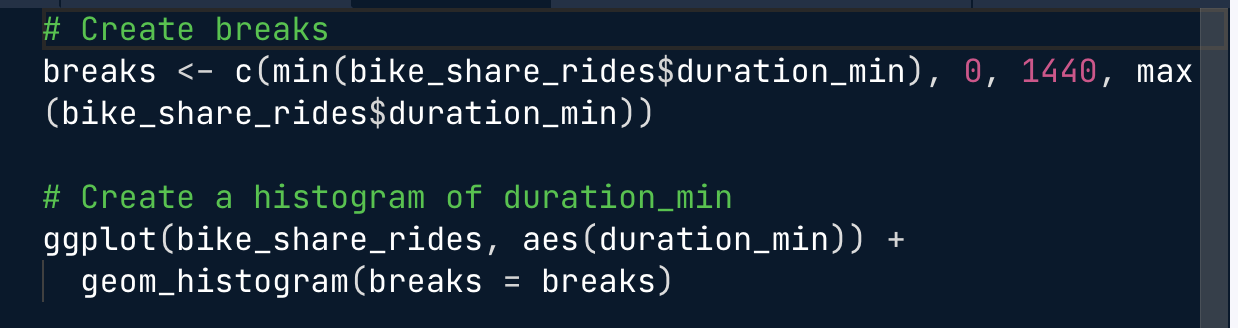 # Create breaks
breaks <- c(min(bike_share_rides$duration_min), 0, 1440, max
(bike_share_rides$duration_min))
# Create a histogram of duration_min
ggplot(bike_share_rides, aes(duration_min)) +
  geom_histogram(breaks = breaks)